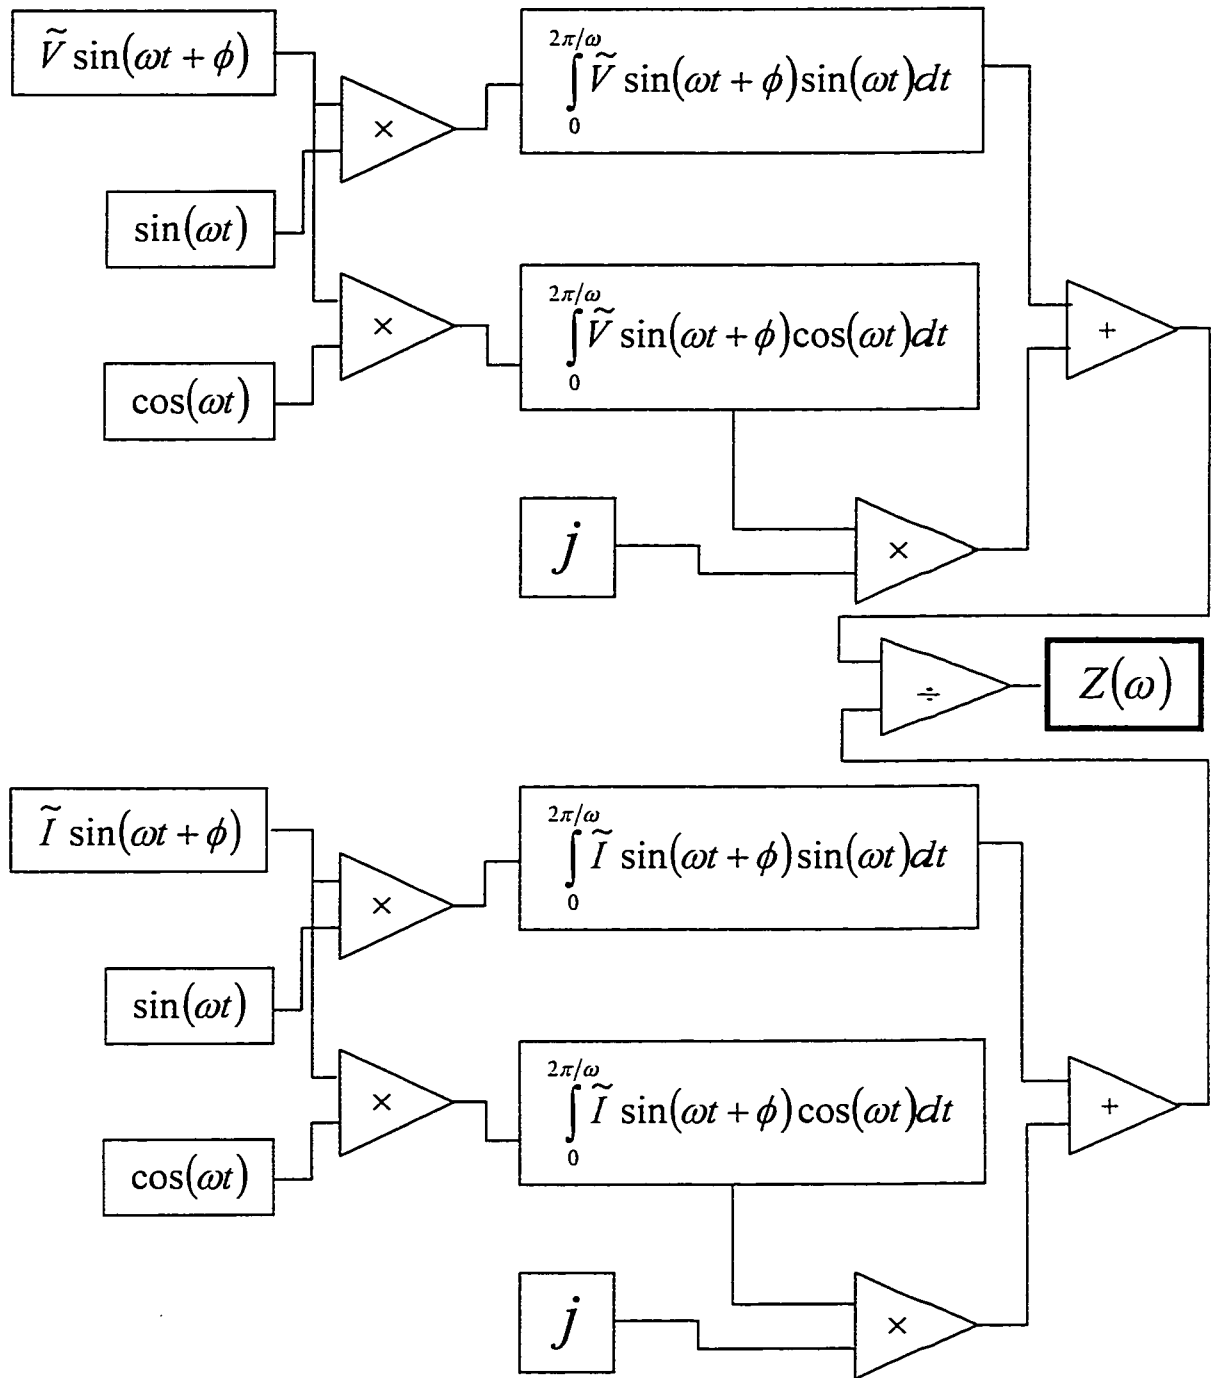 Ṽ sin(ωt + ϕ)
2π/ω
∫ Ṽ sin(ωt + ϕ)sin(ωt)dt
0
×
sin(ωt)
2π/ω
∫ Ṽ sin(ωt + ϕ)cos(ωt)dt
0
×
+
cos(ωt)
j
×
÷
Z(ω)
Ĩ sin(ωt + ϕ)
2π/ω
∫ Ĩ sin(ωt + ϕ)sin(ωt)dt
0
×
sin(ωt)
2π/ω
∫ Ĩ sin(ωt + ϕ)cos(ωt)dt
0
×
+
cos(ωt)
j
×